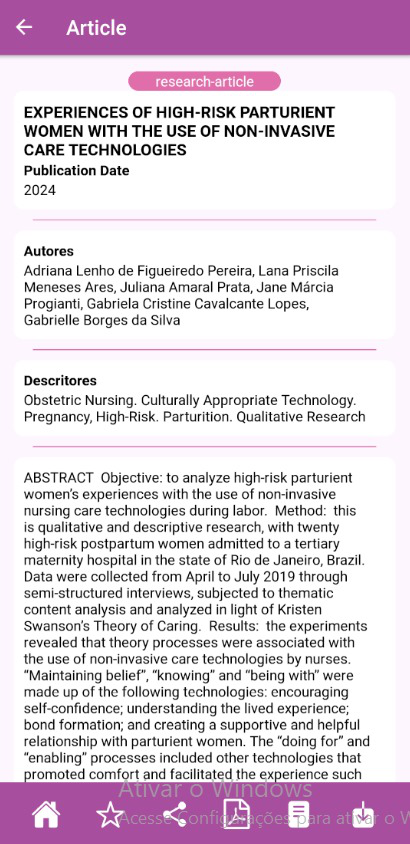 Article
research-article
EXPERIENCES OF HIGH-RISK PARTURIENT
WOMEN WITH THE USE OF NON-INVASIVE
CARE TECHNOLOGIES
Publication Date
2024
Autores
Adriana Lenho de Figueiredo Pereira, Lana Priscila
Meneses Ares, Juliana Amaral Prata, Jane Márcia
Progianti, Gabriela Cristine Cavalcante Lopes,
Gabrielle Borges da Silva
Descritores
Obstetric Nursing. Culturally Appropriate Technology.
Pregnancy, High-Risk. Parturition. Qualitative Research
ABSTRACT  Objective: to analyze high-risk parturient
women’s experiences with the use of non-invasive
nursing care technologies during labor.  Method:  this
is qualitative and descriptive research, with twenty
high-risk postpartum women admitted to a tertiary
maternity hospital in the state of Rio de Janeiro, Brazil.
Data were collected from April to July 2019 through
semi-structured interviews, subjected to thematic
content analysis and analyzed in light of Kristen
Swanson’s Theory of Caring.  Results:  the experiments
revealed that theory processes were associated with
the use of non-invasive care technologies by nurses.
“Maintaining belief”, “knowing” and “being with” were
made up of the following technologies: encouraging
self-confidence; understanding the lived experience;
bond formation; and creating a supportive and helpful
relationship with parturient women. The “doing for” and
“enabling” processes included other technologies that
promoted comfort and facilitated the experience such
Ativar o Windows
Acesse Configurações para ativar o W